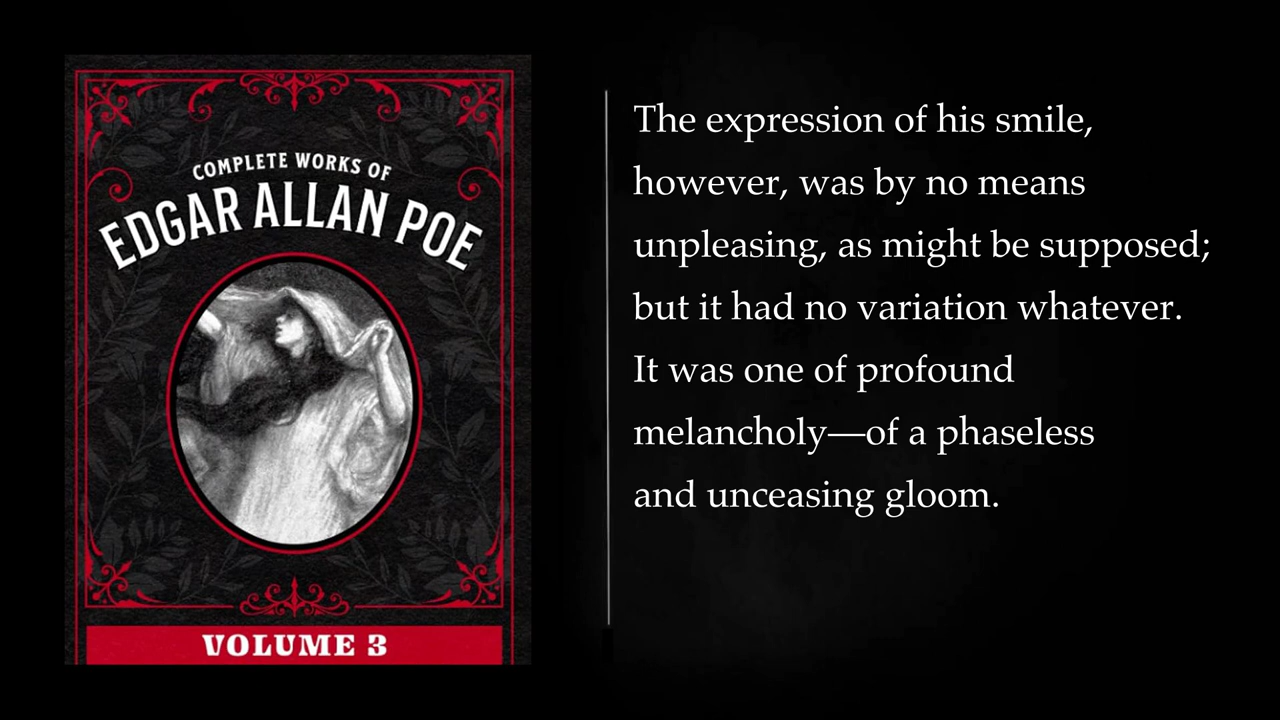 COMPLETE WORKS OF
EDGAR ALLAN POE
VOLUME 3
The expression of his smile,
however, was by no means
unpleasing, as might be supposed;
but it had no variation whatever.
It was one of profound
melancholy—of a phaseless
and unceasing gloom.